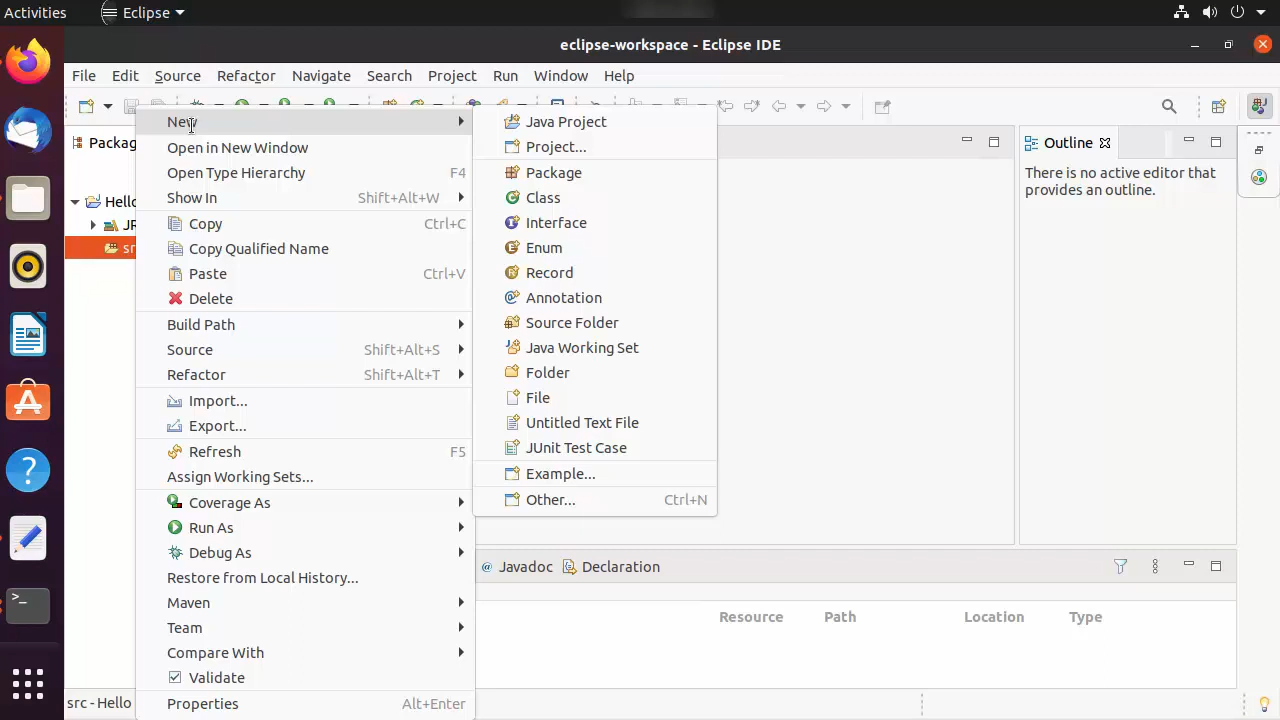 Activities Eclipse
eclipse-workspace - Eclipse IDE
File Edit Source Refactor Navigate Search Project Run Window Help
Packag
Hello
JR
src
New
Open in New Window
Open Type Hierarchy F4
Show In Shift+Alt+W
Copy Ctrl+C
Copy Qualified Name
Paste Ctrl+V
Delete
Build Path
Source Shift+Alt+S
Refactor Shift+Alt+T
Import...
Export...
Refresh F5
Assign Working Sets...
Coverage As
Run As
Debug As
Restore from Local History...
Maven
Team
Compare With
Validate
Properties Alt+Enter
Java Project
Project...
Package
Class
Interface
Enum
Record
Annotation
Source Folder
Java Working Set
Folder
File
Untitled Text File
JUnit Test Case
Example...
Other... Ctrl+N
Outline
There is no active editor that
provides an outline.
@ Javadoc Declaration
Resource Path Location Type
src - Hello